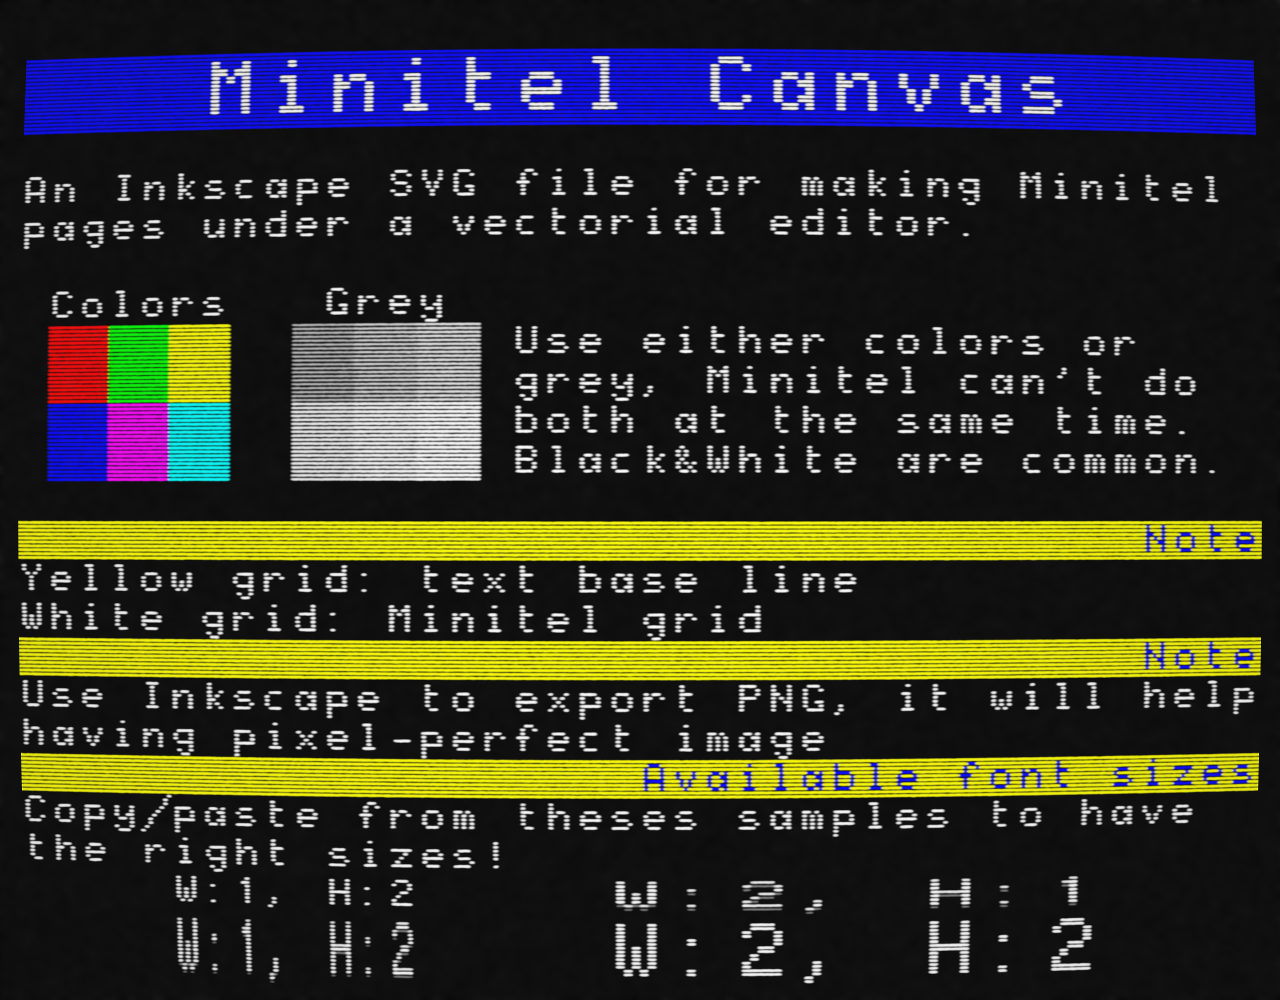 Minitel Canvas
An Inkscape SVG file for making Minitel
pages under a vectorial editor.
Colors Grey
Use either colors or
grey, Minitel can't do
both at the same time.
Black&White are common.
Note
Yellow grid: text base line
White grid: Minitel grid
Note
Use Inkscape to export PNG, it will help
having pixel-perfect image
Available font sizes
Copy/paste from theses samples to have
the right sizes!
W:1, H:2 W: 2, H: 1
W:1, H:2 W: 2, H: 2